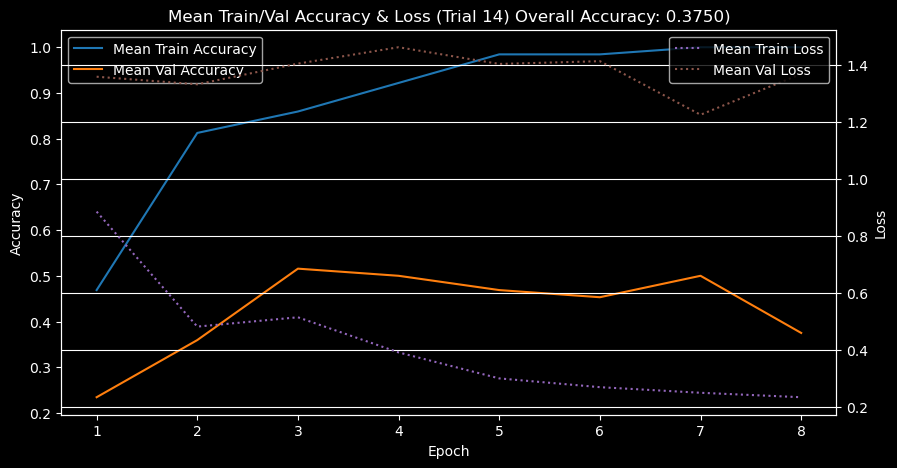 Mean Train/Val Accuracy & Loss (Trial 14) Overall Accuracy: 0.3750)
Mean Train Accuracy
Mean Val Accuracy
Mean Train Loss
Mean Val Loss
1.0
0.9
0.8
0.7
0.6
0.5
0.4
0.3
0.2
Accuracy
1.4
1.2
1.0
0.8
0.6
0.4
0.2
Loss
1 2 3 4 5 6 7 8
Epoch